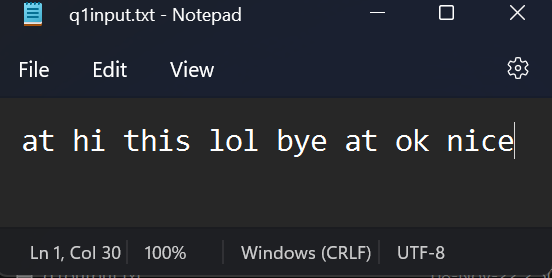 q1input.txt - Notepad
File Edit View
at hi this lol bye at ok nice
Ln 1, Col 30 100% Windows (CRLF) UTF-8